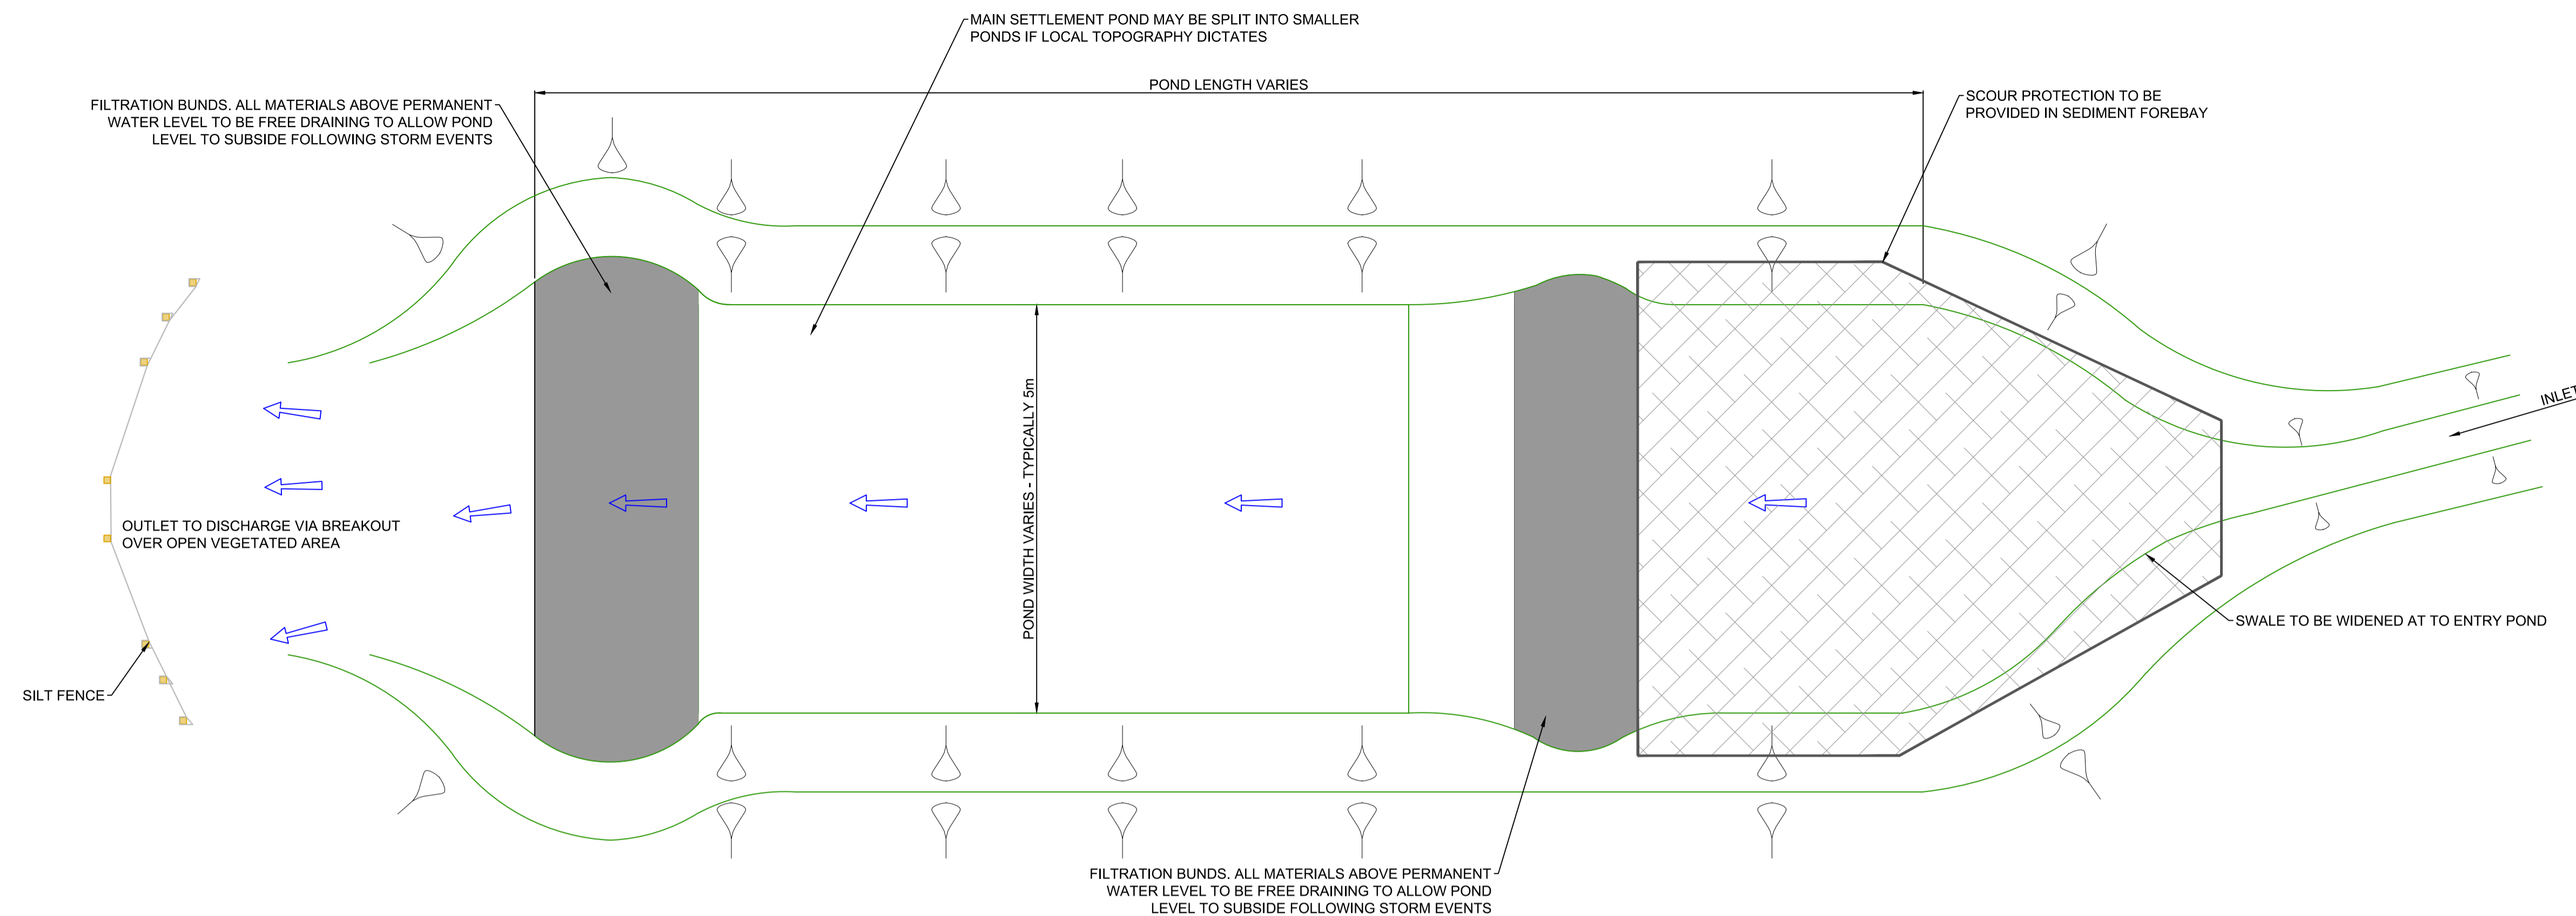 MAIN SETTLEMENT POND MAY BE SPLIT INTO SMALLER
PONDS IF LOCAL TOPOGRAPHY DICTATES
POND LENGTH VARIES
FILTRATION BUNDS. ALL MATERIALS ABOVE PERMANENT
WATER LEVEL TO BE FREE DRAINING TO ALLOW POND
LEVEL TO SUBSIDE FOLLOWING STORM EVENTS
SCOUR PROTECTION TO BE
PROVIDED IN SEDIMENT FOREBAY
INLET
POND WIDTH VARIES - TYPICALLY 5m
OUTLET TO DISCHARGE VIA BREAKOUT
OVER OPEN VEGETATED AREA
SWALE TO BE WIDENED AT TO ENTRY POND
SILT FENCE
FILTRATION BUNDS. ALL MATERIALS ABOVE PERMANENT
WATER LEVEL TO BE FREE DRAINING TO ALLOW POND
LEVEL TO SUBSIDE FOLLOWING STORM EVENTS